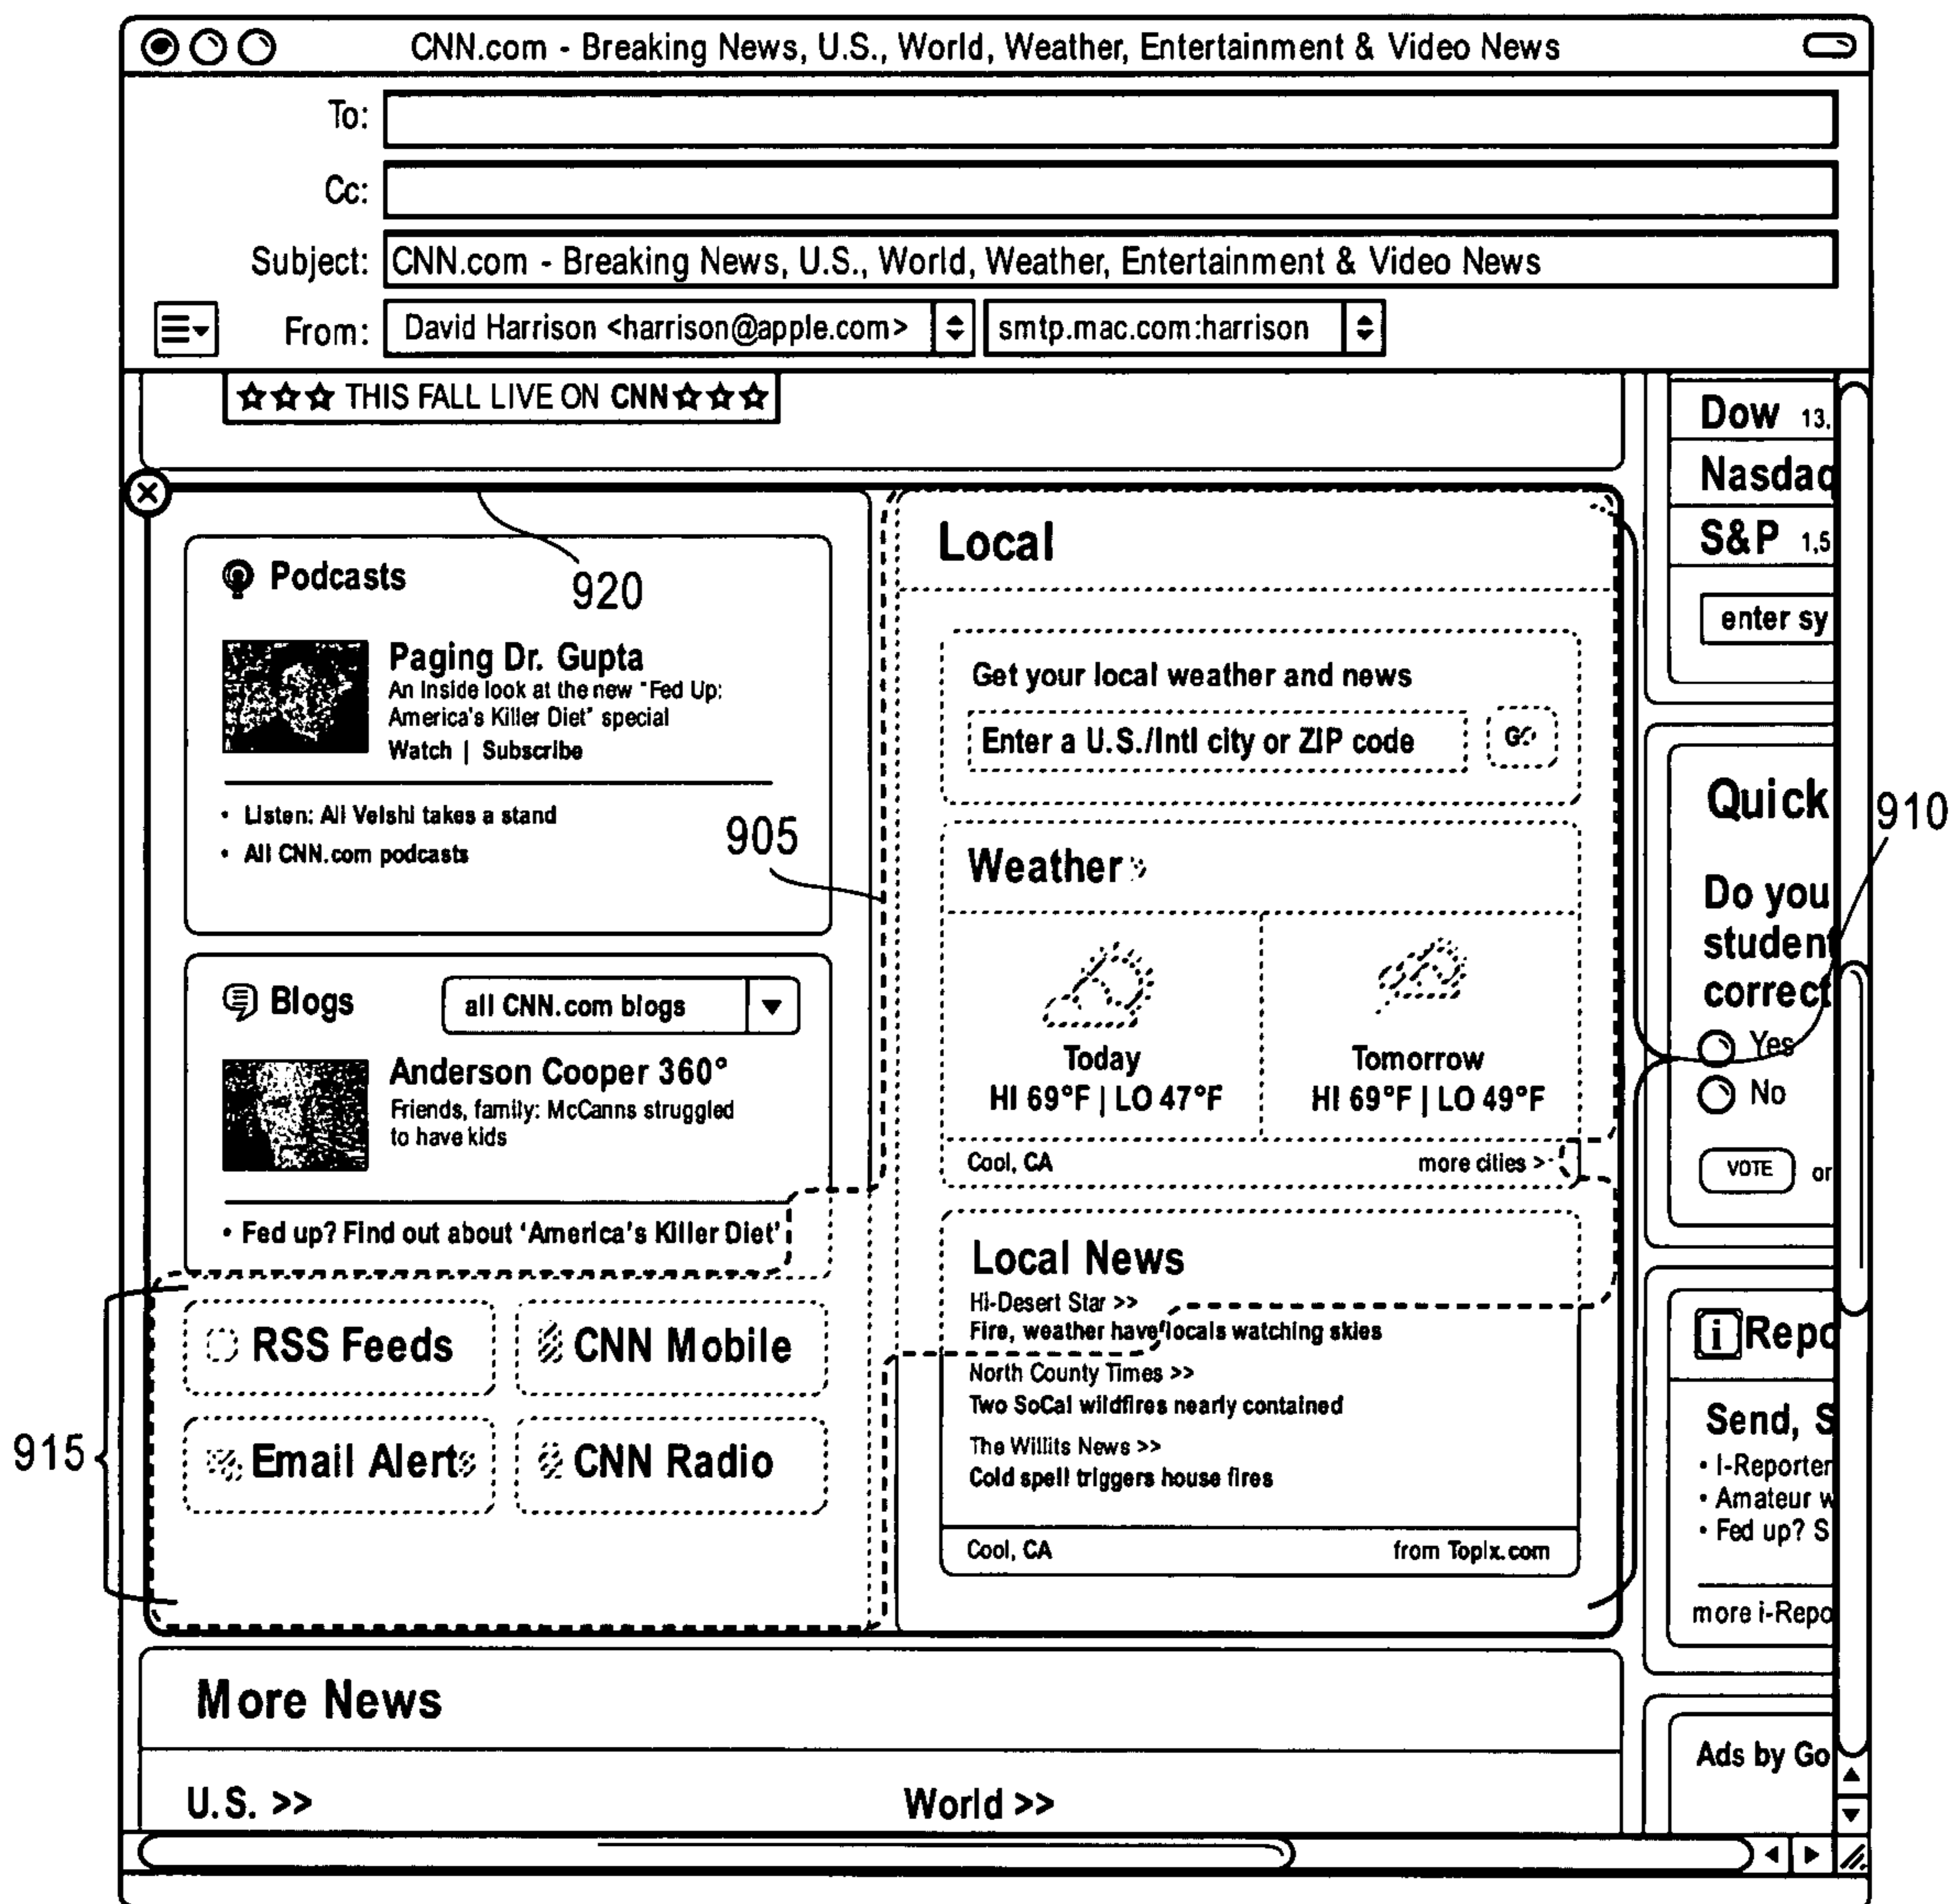 CNN.com - Breaking News, U.S., World, Weather, Entertainment & Video News
To:
Cc:
Subject: CNN.com - Breaking News, U.S., World, Weather, Entertainment & Video News
From: David Harrison <harrison@apple.com> smtp.mac.com:harrison
☆☆☆ THIS FALL LIVE ON CNN☆☆☆
920
Podcasts
Paging Dr. Gupta
An Inside look at the new "Fed Up:
America's Killer Diet" special
Watch | Subscribe
• Listen: Ali Velshi takes a stand
• All CNN.com podcasts
905
Blogs all CNN.com blogs
Anderson Cooper 360°
Friends, family: McCanns struggled
to have kids
• Fed up? Find out about 'America's Killer Diet'
915
RSS Feeds CNN Mobile
Email Alerts CNN Radio
Local
Get your local weather and news
Enter a U.S./Intl city or ZIP code GO
Weather
Today Tomorrow
HI 69°F | LO 47°F HI 69°F | LO 49°F
Cool, CA more cities >
Local News
Hi-Desert Star >>
Fire, weather have locals watching skies
North County Times >>
Two SoCal wildfires nearly contained
The Willits News >>
Cold spell triggers house fires
Cool, CA from Topix.com
910
Dow 13,
Nasdaq
S&P 1,5
enter sy
Quick
Do you
student
correct
Yes
No
VOTE or
i Repo
Send, S
• I-Reporter
• Amateur w
• Fed up? S
more i-Repo
Ads by Go
More News
U.S. >> World >>